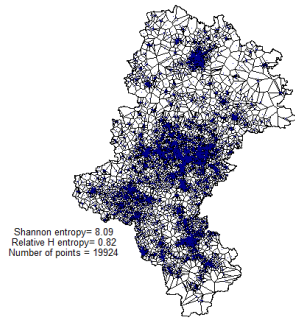 Shannon entropy= 8.09
Relative H entropy= 0.82
Number of points = 19924